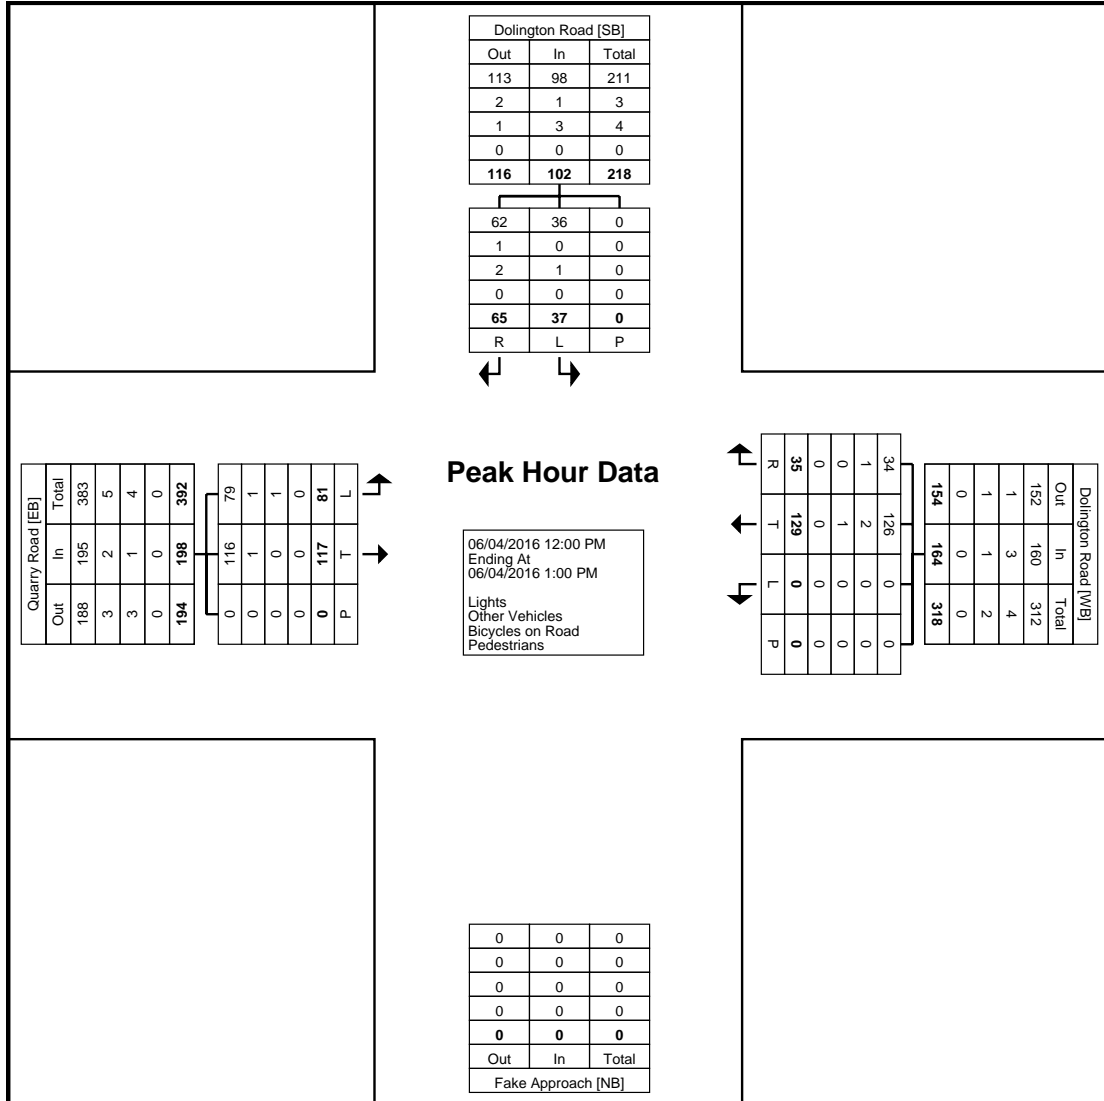 Dolington Road [SB]
Out In Total
113 98 211
2 1 3
1 3 4
0 0 0
116 102 218
62 36 0
1 0 0
2 1 0
0 0 0
65 37 0
R L P
Quarry Road [EB]
Total In Out
383 195 188
5 2 3
4 1 3
0 0 0
392 198 194
79 116 0
1 1 0
1 0 0
0 0 0
81 117 0
L T P
Peak Hour Data
06/04/2016 12:00 PM
Ending At
06/04/2016 1:00 PM
Lights
Other Vehicles
Bicycles on Road
Pedestrians
Dolington Road [WB]
Out In Total
152 160 312
1 3 4
1 1 2
0 0 0
154 164 318
34 126 0 0
1 2 0 0
0 1 0 0
0 0 0 0
35 129 0 0
R T L P
0 0 0
0 0 0
0 0 0
0 0 0
0 0 0
Out In Total
Fake Approach [NB]